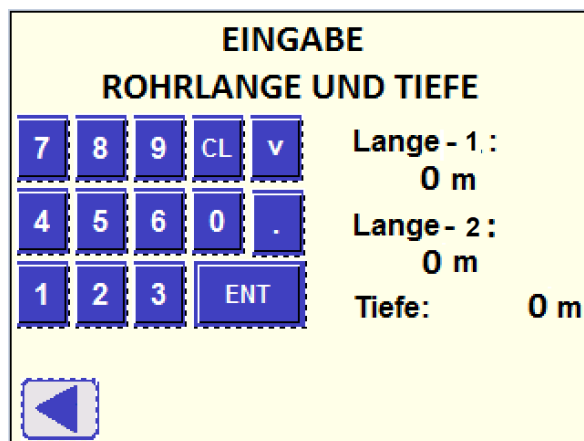 EINGABE
ROHRLANGE UND TIEFE
7 8 9 CL v
4 5 6 0 .
1 2 3 ENT
Lange - 1 :
0 m
Lange - 2 :
0 m
Tiefe: 0 m